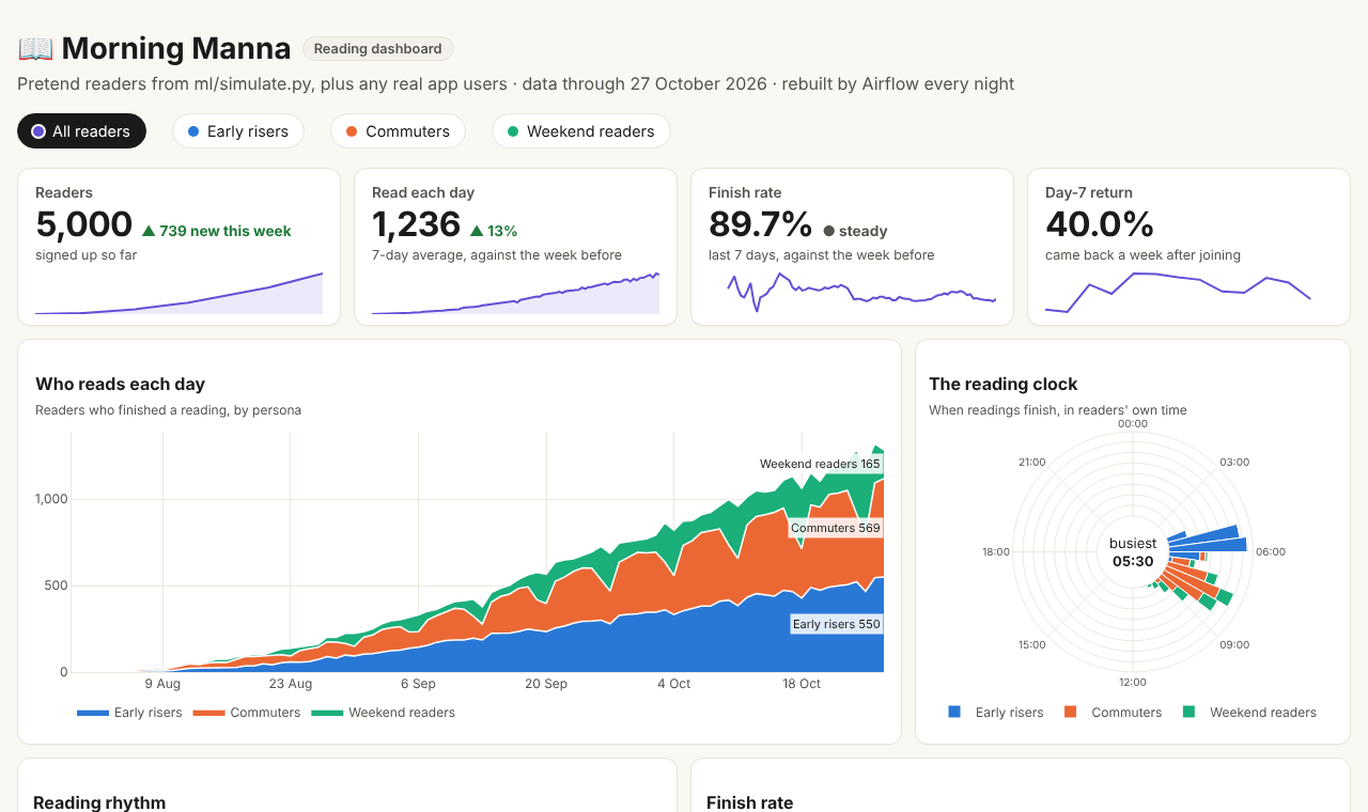 📖 Morning Manna Reading dashboard
Pretend readers from ml/simulate.py, plus any real app users · data through 27 October 2026 · rebuilt by Airflow every night
All readers Early risers Commuters Weekend readers
Readers
5,000 ▲ 739 new this week
signed up so far
Read each day
1,236 ▲ 13%
7-day average, against the week before
Finish rate
89.7% ● steady
last 7 days, against the week before
Day-7 return
40.0%
came back a week after joining
Who reads each day
Readers who finished a reading, by persona
1,000
500
0
Weekend readers 165
Commuters 569
Early risers 550
9 Aug 23 Aug 6 Sep 20 Sep 4 Oct 18 Oct
Early risers Commuters Weekend readers
The reading clock
When readings finish, in readers' own time
00:00
21:00 03:00
18:00 busiest 06:00
05:30
15:00 09:00
12:00
Early risers Commuters Weekend readers
Reading rhythm
Finish rate